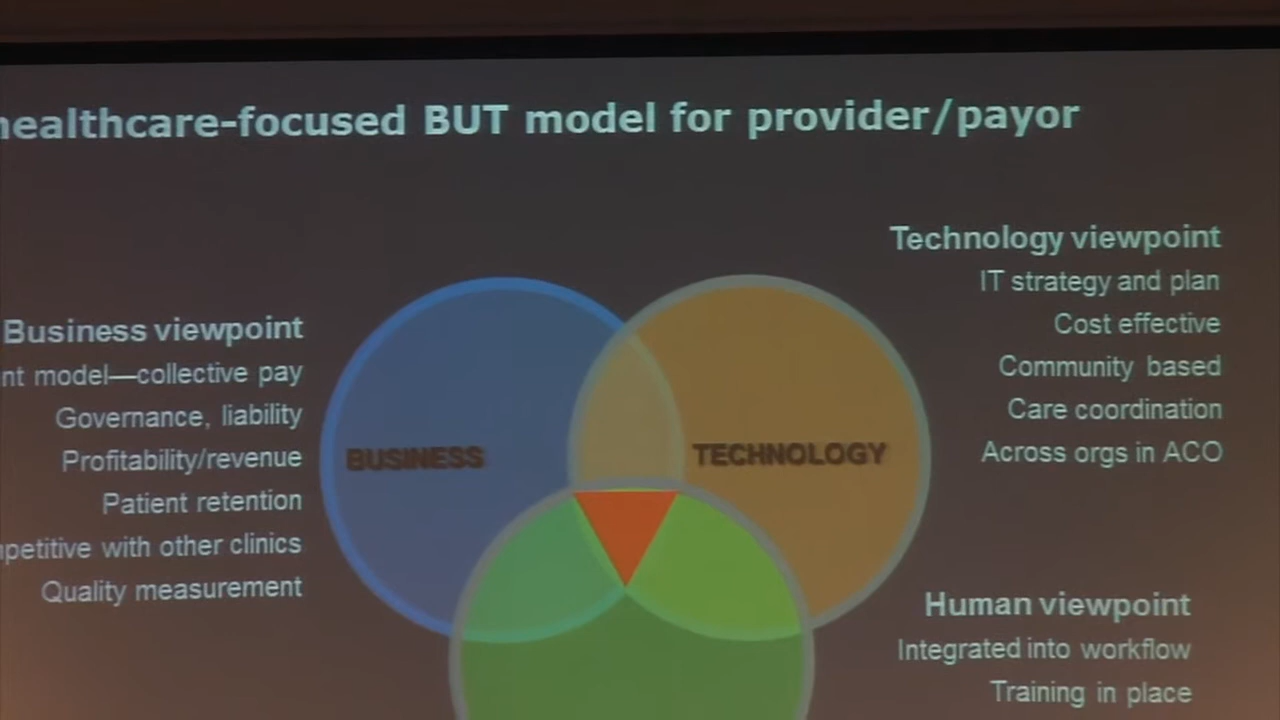 healthcare-focused BUT model for provider/payor
Business viewpoint
nt model—collective pay
Governance, liability
Profitability/revenue
Patient retention
petitive with other clinics
Quality measurement
BUSINESS
TECHNOLOGY
Technology viewpoint
IT strategy and plan
Cost effective
Community based
Care coordination
Across orgs in ACO
Human viewpoint
Integrated into workflow
Training in place